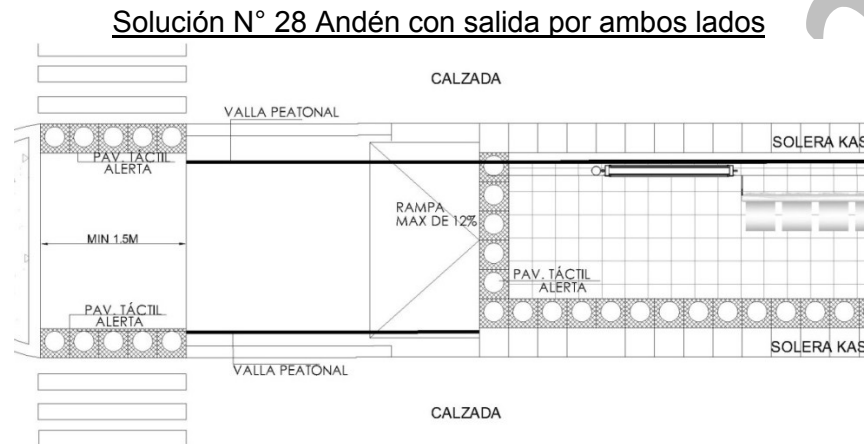 Solución N° 28 Andén con salida por ambos lados
CALZADA
VALLA PEATONAL
SOLERA KAS
PAV. TÁCTIL
ALERTA
RAMPA
MAX DE 12%
MIN 1.5M
PAV. TÁCTIL
ALERTA
PAV. TÁCTIL
ALERTA
SOLERA KAS
VALLA PEATONAL
CALZADA